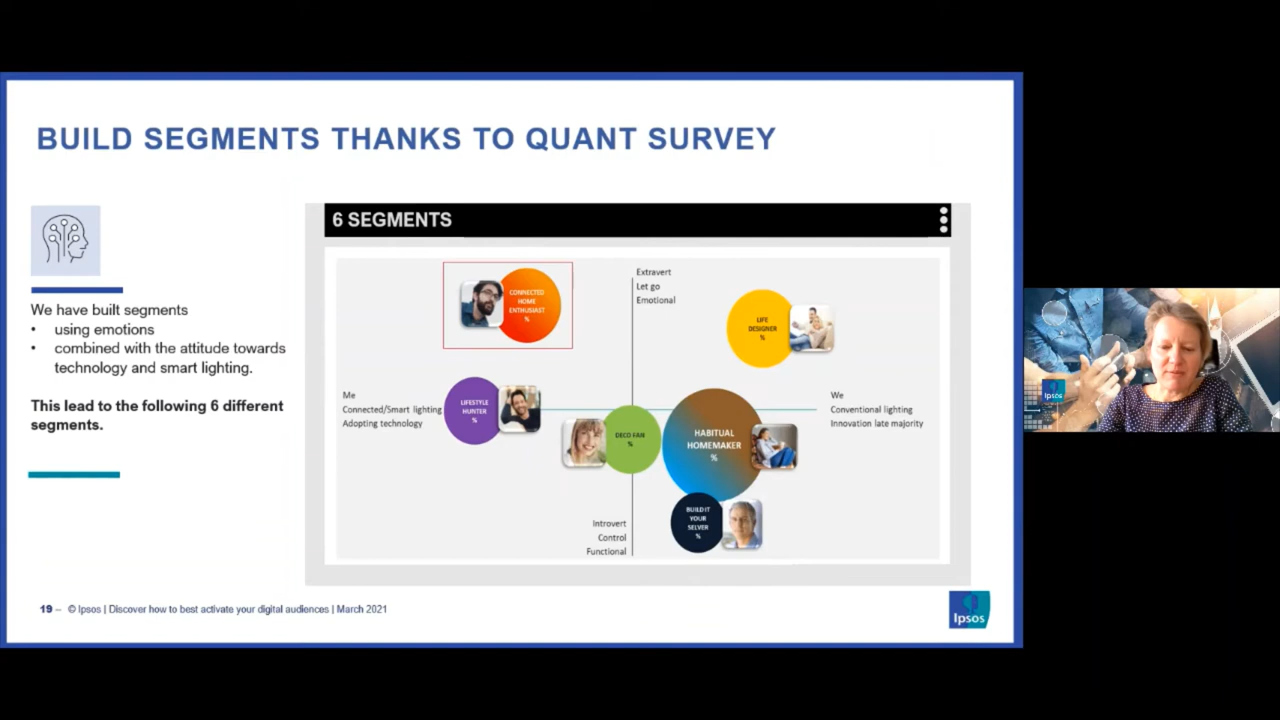 BUILD SEGMENTS THANKS TO QUANT SURVEY
We have built segments
• using emotions
• combined with the attitude towards
technology and smart lighting.
This lead to the following 6 different
segments.
6 SEGMENTS
Extravert
Let go
Emotional
CONNECTED
HOME
ENTHUSIAST
%
LIFE
DESIGNER
%
Me
Connected/Smart lighting
Adopting technology
LIFESTYLE
HUNTER
%
DECO FAN
%
HABITUAL
HOMEMAKER
%
We
Conventional lighting
Innovation late majority
BUILD IT
YOUR
SELVER
%
Introvert
Control
Functional
19 – © Ipsos | Discover how to best activate your digital audiences | March 2021
Ipsos
Ipsos